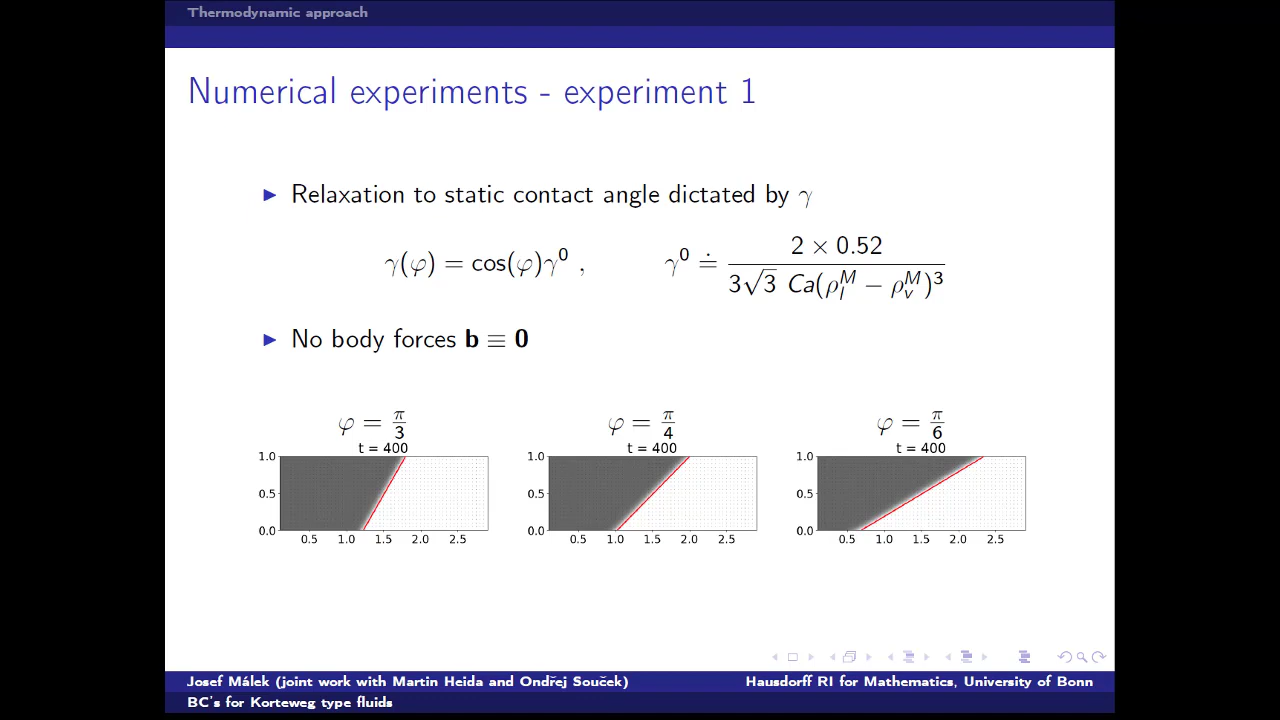 Thermodynamic approach
Numerical experiments - experiment 1
▶ Relaxation to static contact angle dictated by γ
γ(φ) = cos(φ)γ⁰ , γ⁰ ≐ 2 × 0.52 / 3√3 Ca(ρ_l^M − ρ_v^M)³
▶ No body forces b ≡ 0
φ = π/3 φ = π/4 φ = π/6
t = 400 t = 400 t = 400
1.0 1.0 1.0
0.5 0.5 0.5
0.0 0.0 0.0
0.5 1.0 1.5 2.0 2.5 0.5 1.0 1.5 2.0 2.5 0.5 1.0 1.5 2.0 2.5
Josef Málek (joint work with Martin Heida and Ondřej Souček) Hausdorff RI for Mathematics, University of Bonn
BC's for Korteweg type fluids